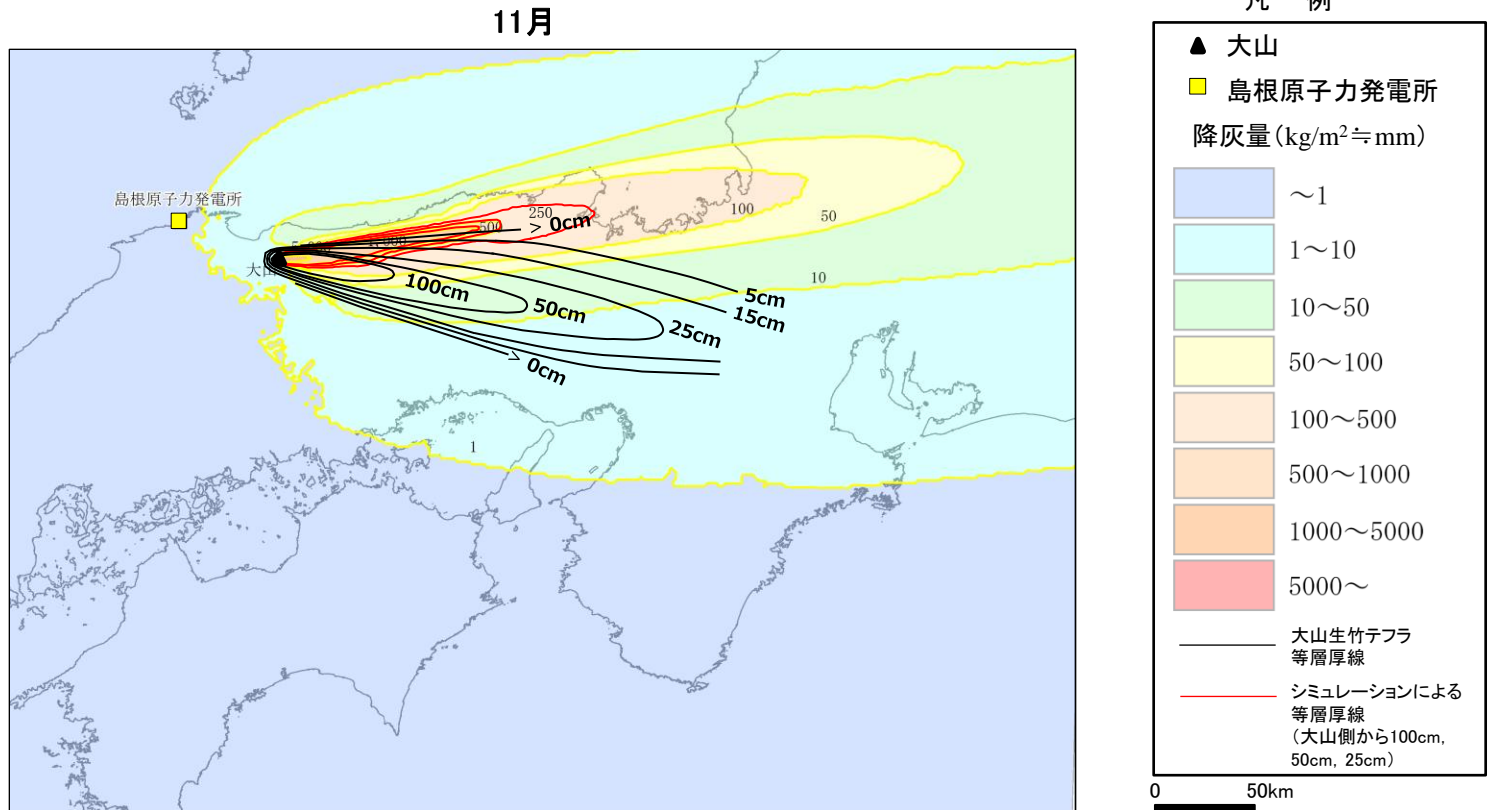 11月
凡 例
大山
島根原子力発電所
降灰量(kg/m²≒mm)
～1
1～10
10～50
50～100
100～500
500～1000
1000～5000
5000～
大山生竹テフラ
等層厚線
シミュレーションによる
等層厚線
(大山側から100cm,
50cm, 25cm)
0 50km
島根原子力発電所
大山
250
100
50
500
> 0cm
10
100cm
50cm
25cm
5cm
15cm
> 0cm
1